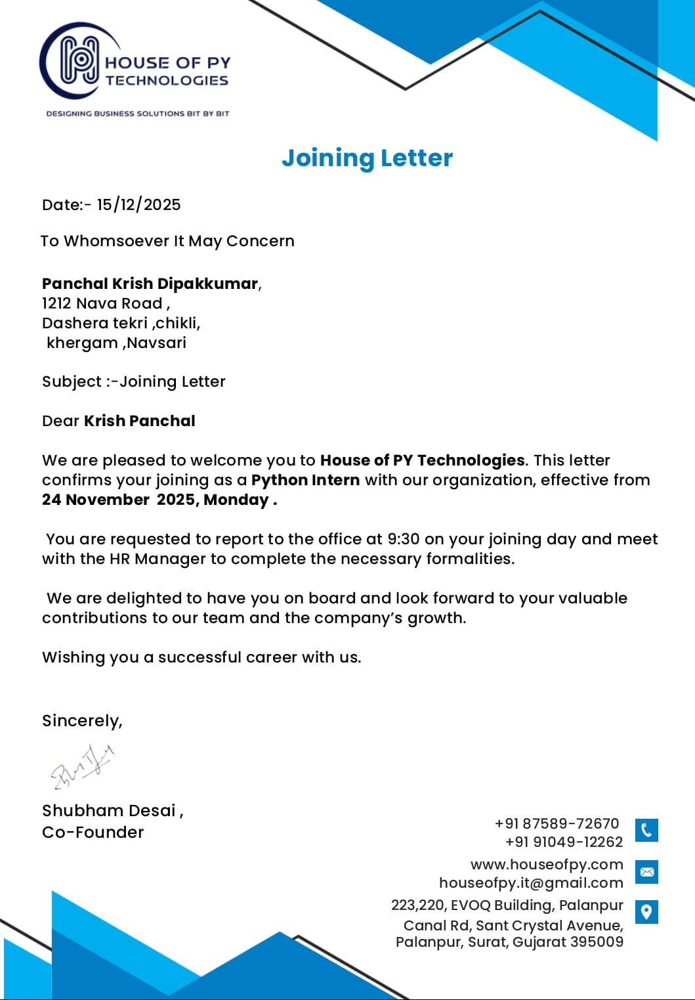 HOUSE OF PY
TECHNOLOGIES
DESIGNING BUSINESS SOLUTIONS BIT BY BIT
Joining Letter
Date:- 15/12/2025
To Whomsoever It May Concern
Panchal Krish Dipakkumar,
1212 Nava Road ,
Dashera tekri ,chikli,
khergam ,Navsari
Subject :-Joining Letter
Dear Krish Panchal
We are pleased to welcome you to House of PY Technologies. This letter
confirms your joining as a Python Intern with our organization, effective from
24 November  2025, Monday .
You are requested to report to the office at 9:30 on your joining day and meet
with the HR Manager to complete the necessary formalities.
We are delighted to have you on board and look forward to your valuable
contributions to our team and the company’s growth.
Wishing you a successful career with us.
Sincerely,
Shubham Desai ,
Co-Founder
+91 87589-72670
+91 91049-12262
www.houseofpy.com
houseofpy.it@gmail.com
223,220, EVOQ Building, Palanpur
Canal Rd, Sant Crystal Avenue,
Palanpur, Surat, Gujarat 395009